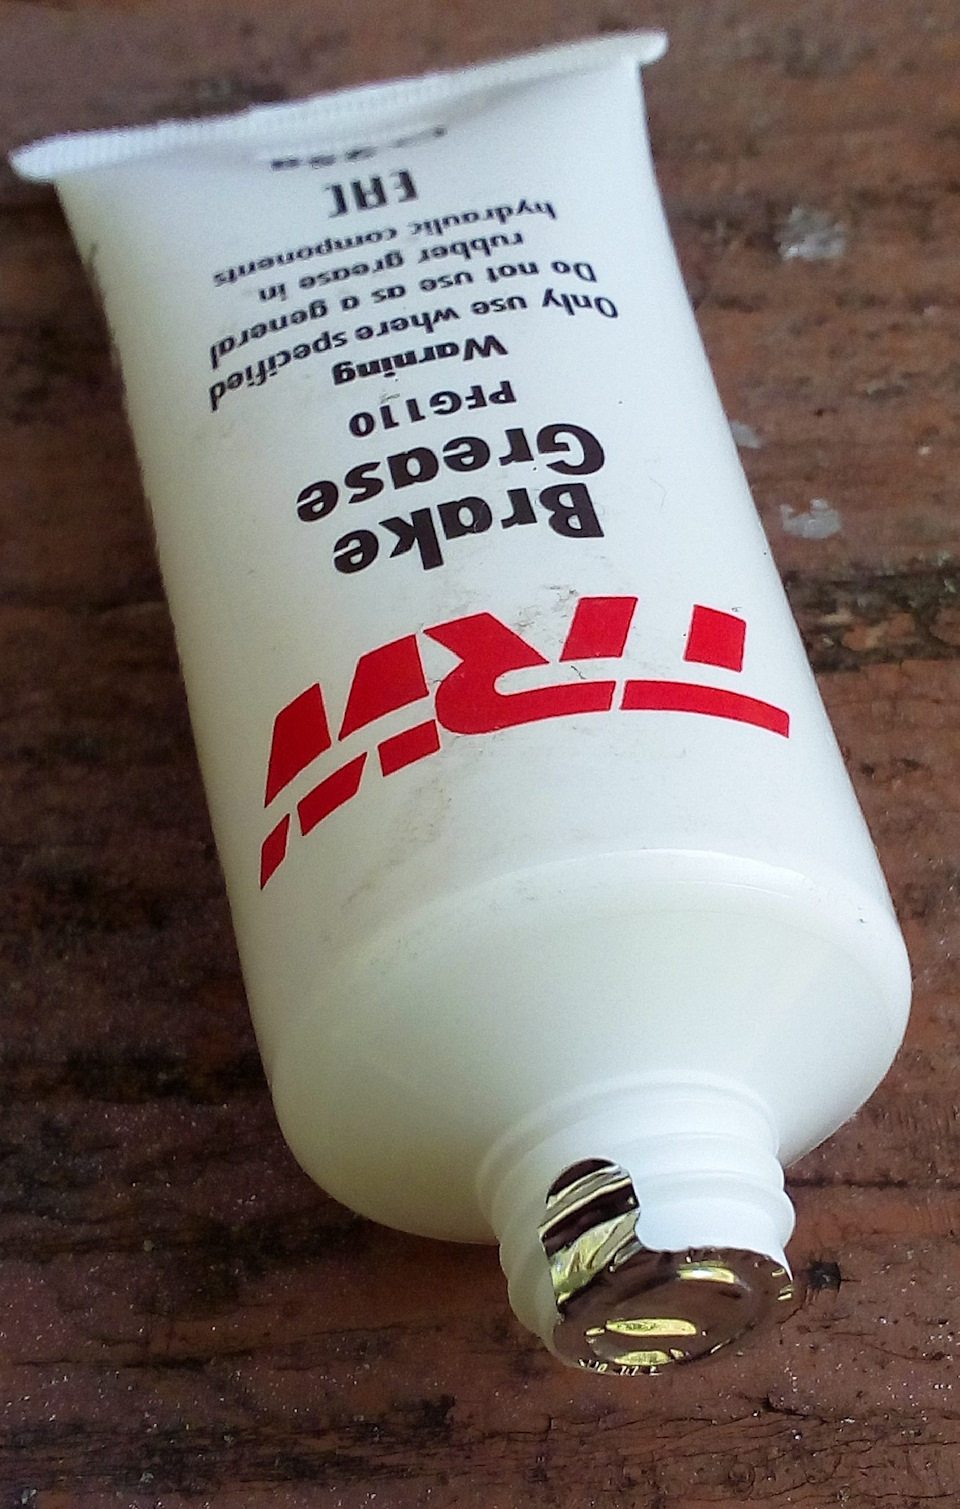 TRW
Brake
Grease
PFG110
Warning
Only use where specified
Do not use as a general
rubber grease in
hydraulic components
EAC